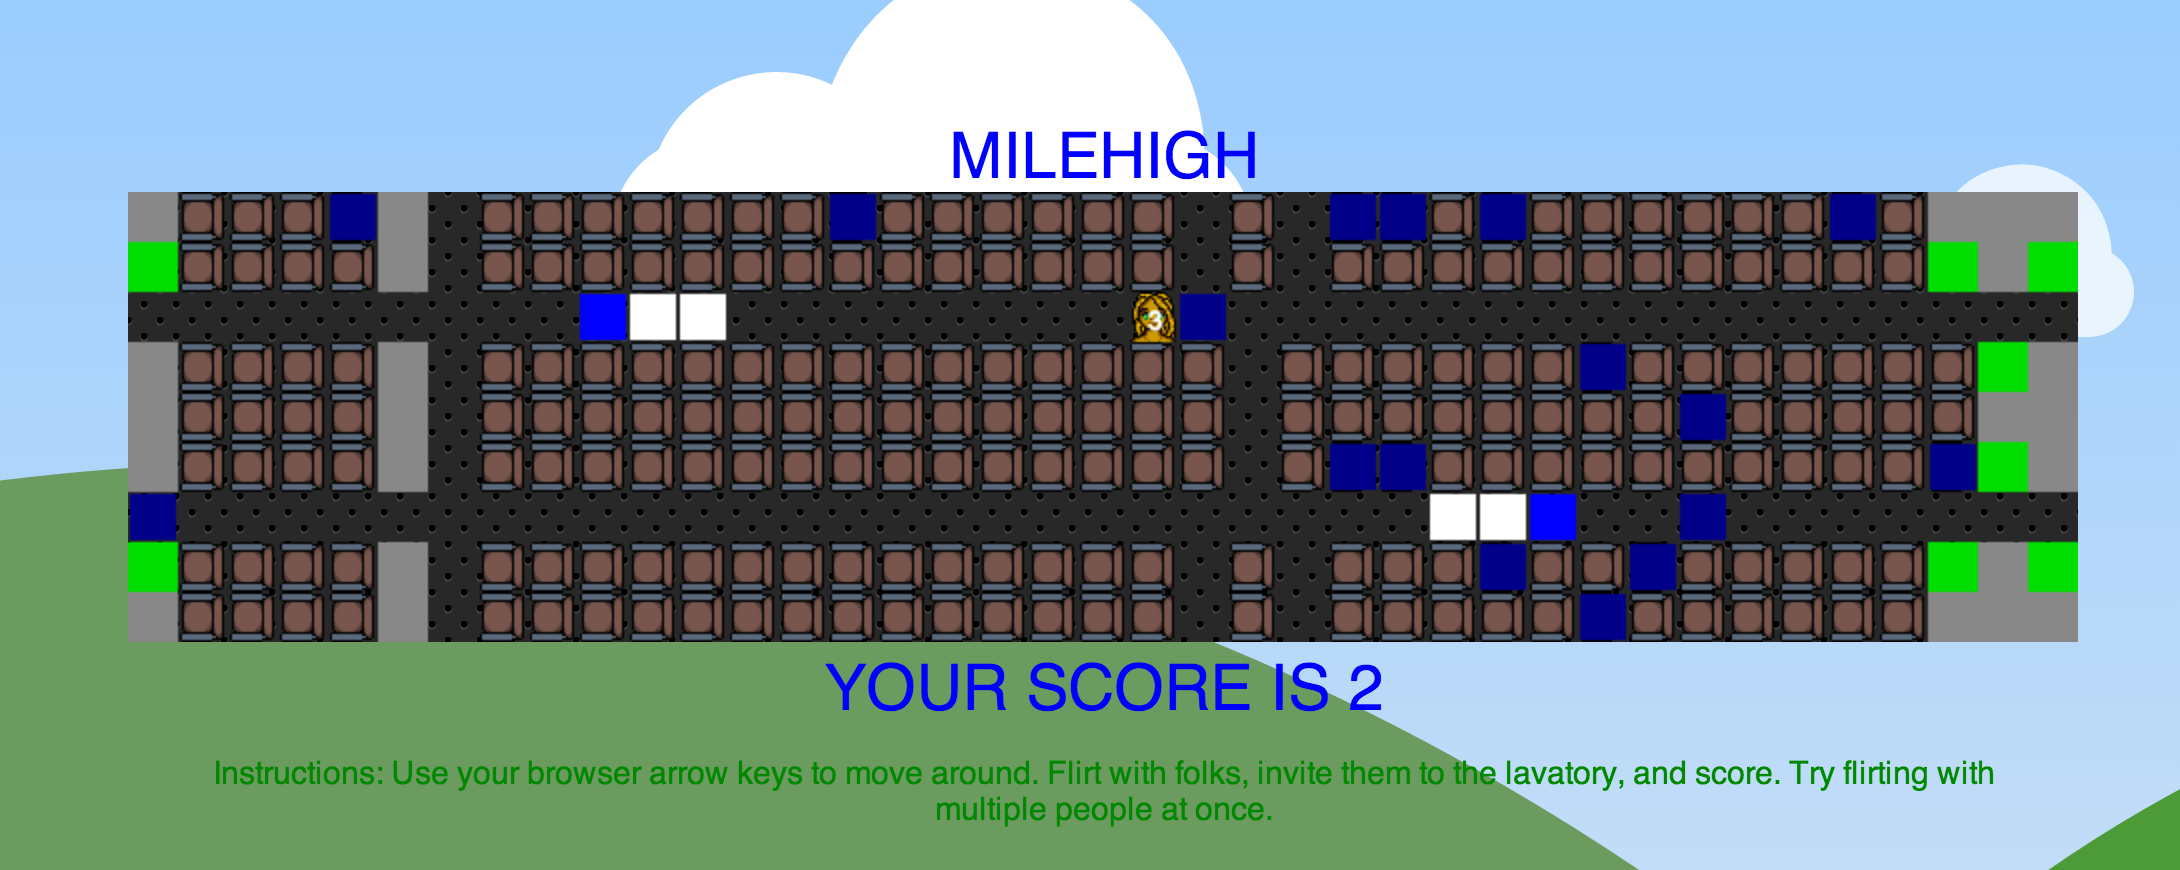 MILEHIGH
3
YOUR SCORE IS 2
Instructions: Use your browser arrow keys to move around. Flirt with folks, invite them to the lavatory, and score. Try flirting with
multiple people at once.